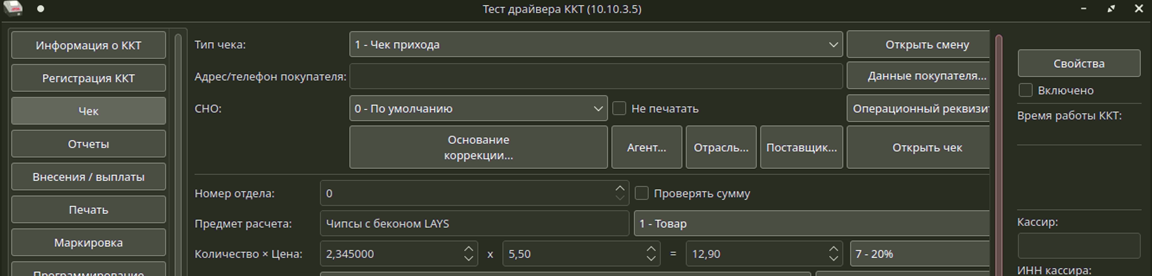 Тест драйвера ККТ (10.10.3.5)
Информация о ККТ
Регистрация ККТ
Чек
Отчеты
Внесения / выплаты
Печать
Маркировка
Программирование
Тип чека: 1 - Чек прихода Открыть смену
Адрес/телефон покупателя: Данные покупателя...
СНО: 0 - По умолчанию Не печатать Операционный реквизи
Основание
коррекции... Агент... Отрасль... Поставщик... Открыть чек
Номер отдела: 0 Проверять сумму
Предмет расчета: Чипсы с беконом LAYS 1 - Товар
Количество × Цена: 2,345000 x 5,50 = 12,90 7 - 20%
Свойства
Включено
Время работы ККТ:
Кассир:
ИНН кассира: